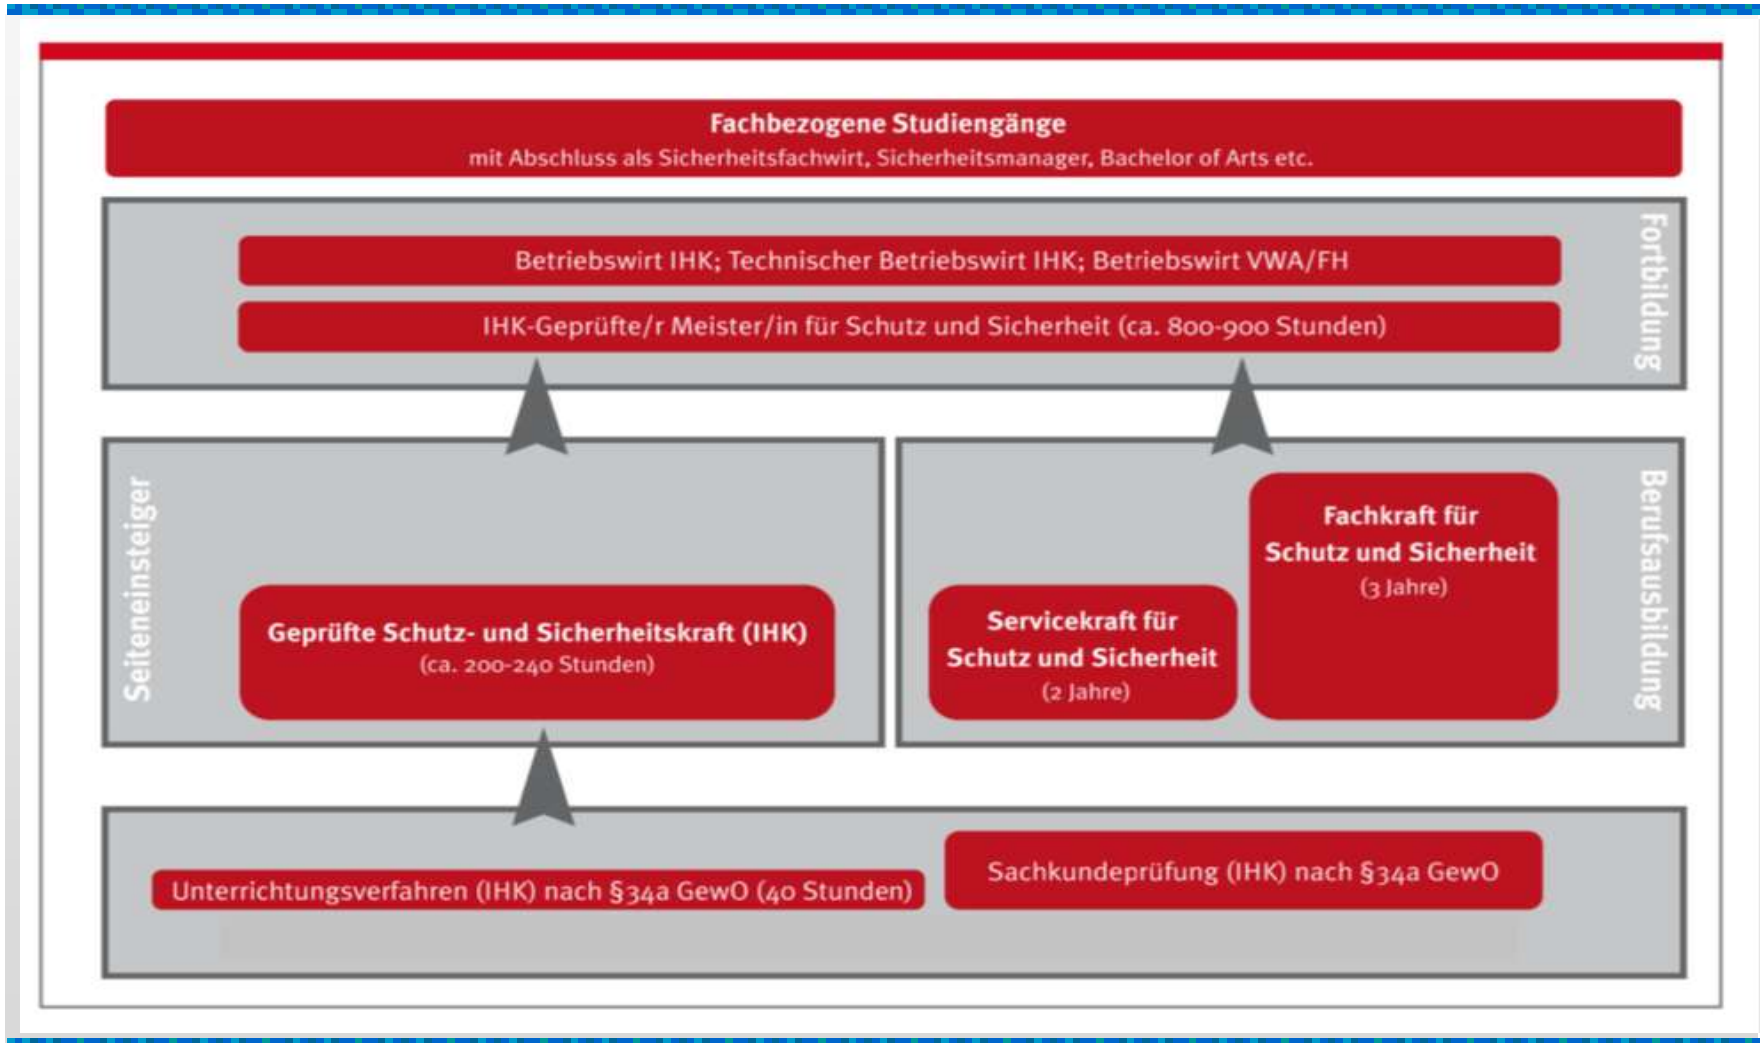 Fachbezogene Studiengänge
mit Abschluss als Sicherheitsfachwirt, Sicherheitsmanager, Bachelor of Arts etc.
Fortbildung
Betriebswirt IHK; Technischer Betriebswirt IHK; Betriebswirt VWA/FH
IHK-Geprüfte/r Meister/in für Schutz und Sicherheit (ca. 800-900 Stunden)
Seiteneinsteiger
Geprüfte Schutz- und Sicherheitskraft (IHK)
(ca. 200-240 Stunden)
Servicekraft für
Schutz und Sicherheit
(2 Jahre)
Fachkraft für
Schutz und Sicherheit
(3 Jahre)
Berufsausbildung
Unterrichtungsverfahren (IHK) nach §34a GewO (40 Stunden)
Sachkundeprüfung (IHK) nach §34a GewO